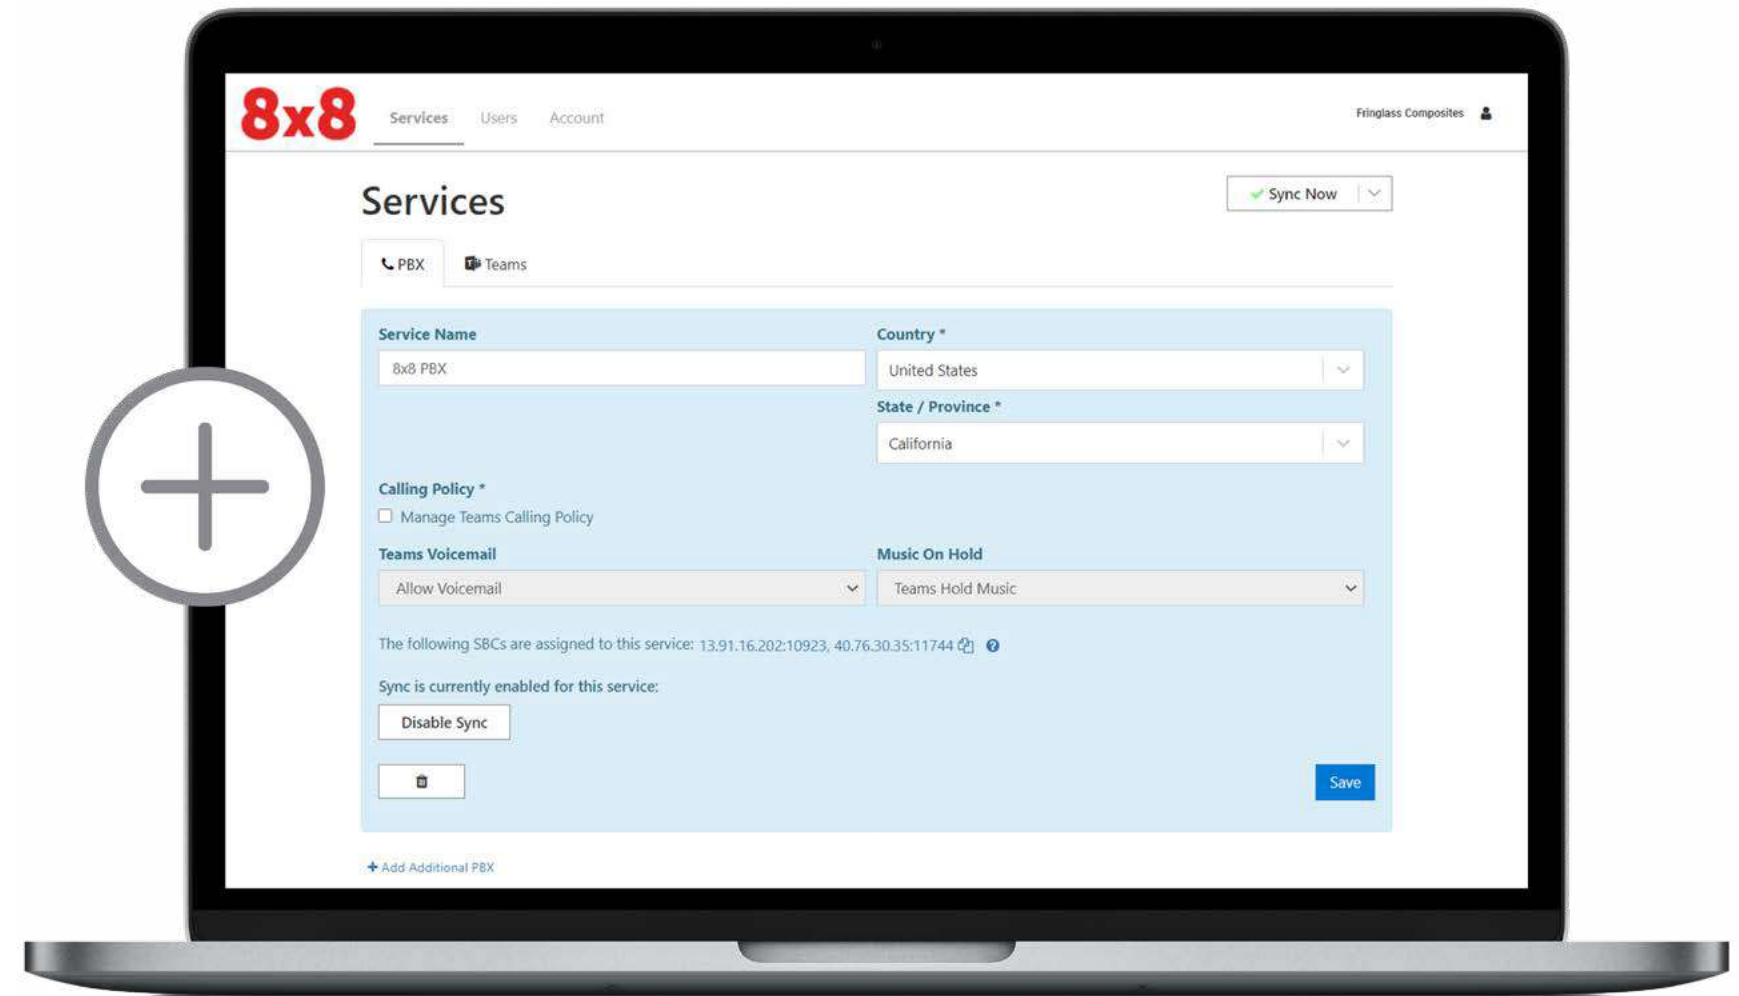 8x8 Services Users Account Fringlass Composites
Services
Sync Now
PBX Teams
Service Name Country *
8x8 PBX United States
State / Province *
California
Calling Policy *
Manage Teams Calling Policy
Teams Voicemail Music On Hold
Allow Voicemail Teams Hold Music
The following SBCs are assigned to this service: 13.91.16.202:10923, 40.76.30.35:11744
Sync is currently enabled for this service:
Disable Sync
Save
Add Additional PBX